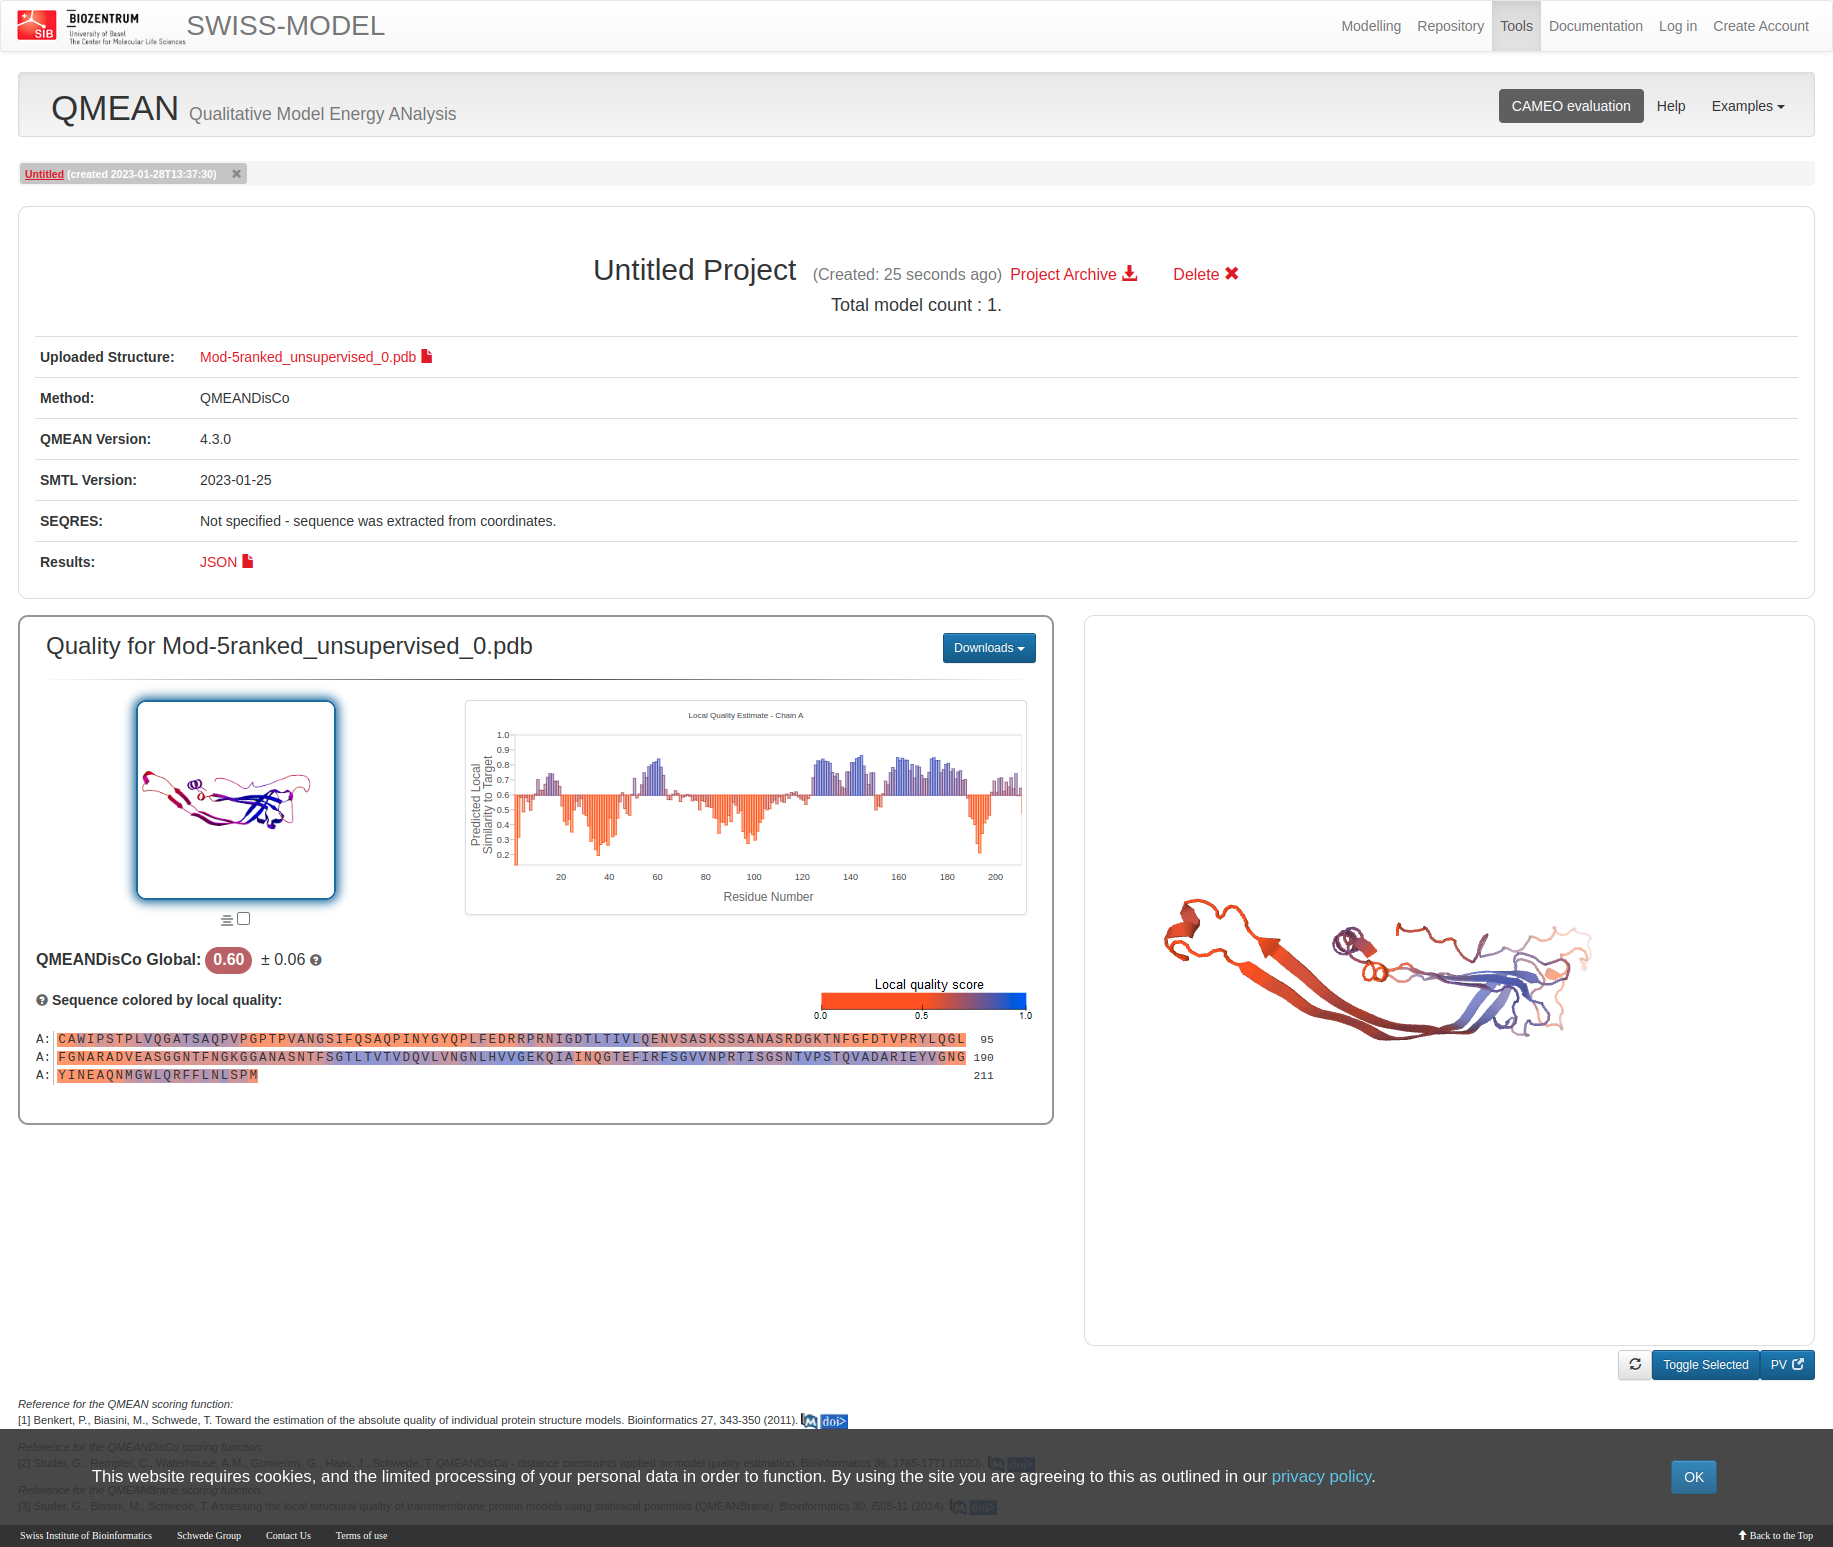 SIB
BIOZENTRUM
University of Basel
The Center for Molecular Life Sciences
SWISS-MODEL
Modelling Repository Tools Documentation Log in Create Account
QMEAN Qualitative Model Energy ANalysis
CAMEO evaluation Help Examples
Untitled (created 2023-01-28T13:37:30)
Untitled Project (Created: 25 seconds ago) Project Archive Delete
Total model count : 1.
Uploaded Structure: Mod-5ranked_unsupervised_0.pdb
Method: QMEANDisCo
QMEAN Version: 4.3.0
SMTL Version: 2023-01-25
SEQRES: Not specified - sequence was extracted from coordinates.
Results: JSON
Quality for Mod-5ranked_unsupervised_0.pdb
Downloads
Local Quality Estimate - Chain A
Predicted Local
Similarity to Target
1.0
0.9
0.8
0.7
0.6
0.5
0.4
0.3
0.2
20 40 60 80 100 120 140 160 180 200
Residue Number
QMEANDisCo Global: 0.60 ± 0.06
Sequence colored by local quality:
Local quality score
0.0 0.5 1.0
A: CAWIPSTPLVQGATSAQPVPGPTPVANGSIFQSAQPINYGYQPLFEDRRPRNIGDTLTIVLQENVSASKSSSANASRDGKTNFGFDTVPRYLQGL 95
A: FGNARADVEASGGNTFNGKGGANASNTFSGTLTVTVDQVLVNGNLHVVGEKQIAINQGTEFIRFSGVVNPRTISGSNTVPSTQVADARIEYVGNG 190
A: YINEAQNMGWLQRFFLNLSPM 211
Toggle Selected PV
Reference for the QMEAN scoring function:
[1] Benkert, P., Biasini, M., Schwede, T. Toward the estimation of the absolute quality of individual protein structure models. Bioinformatics 27, 343-350 (2011). M doi>
Reference for the QMEANDisCo scoring function:
[2] Studer, G., Rempfer, C., Waterhouse, A.M., Gumienny, G., Haas, J., Schwede, T. QMEANDisCo - distance constraints applied on model quality estimation. Bioinformatics 36, 1765-1771 (2020). M doi>
This website requires cookies, and the limited processing of your personal data in order to function. By using the site you are agreeing to this as outlined in our privacy policy.
OK
Reference for the QMEANBrane scoring function:
[3] Studer, G., Biasini, M., Schwede, T. Assessing the local structural quality of transmembrane protein models using statistical potentials (QMEANBrane). Bioinformatics 30, i505-11 (2014). M doi>
Swiss Institute of Bioinformatics Schwede Group Contact Us Terms of use Back to the Top